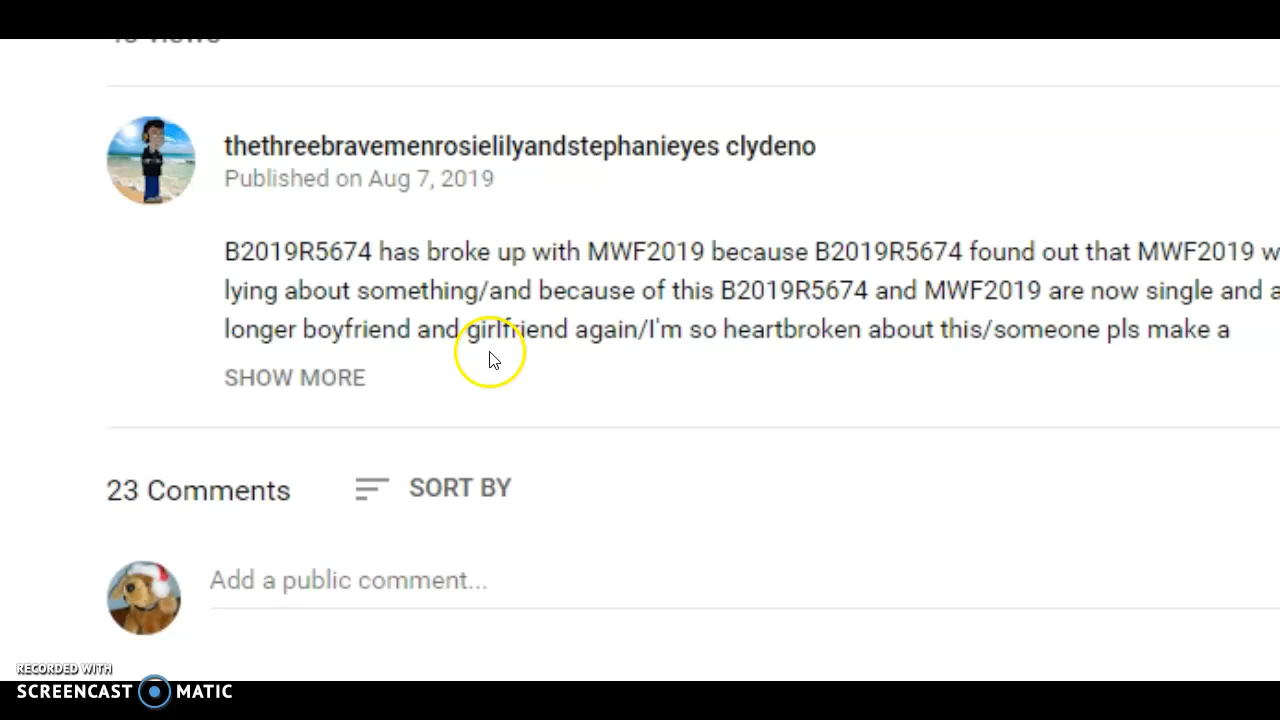 thethreebravemenrosielilyandstephanieyes clydeno
Published on Aug 7, 2019
B2019R5674 has broke up with MWF2019 because B2019R5674 found out that MWF2019 w
lying about something/and because of this B2019R5674 and MWF2019 are now single and a
longer boyfriend and girlfriend again/I'm so heartbroken about this/someone pls make a
SHOW MORE
23 Comments SORT BY
Add a public comment...
RECORDED WITH
SCREENCAST MATIC